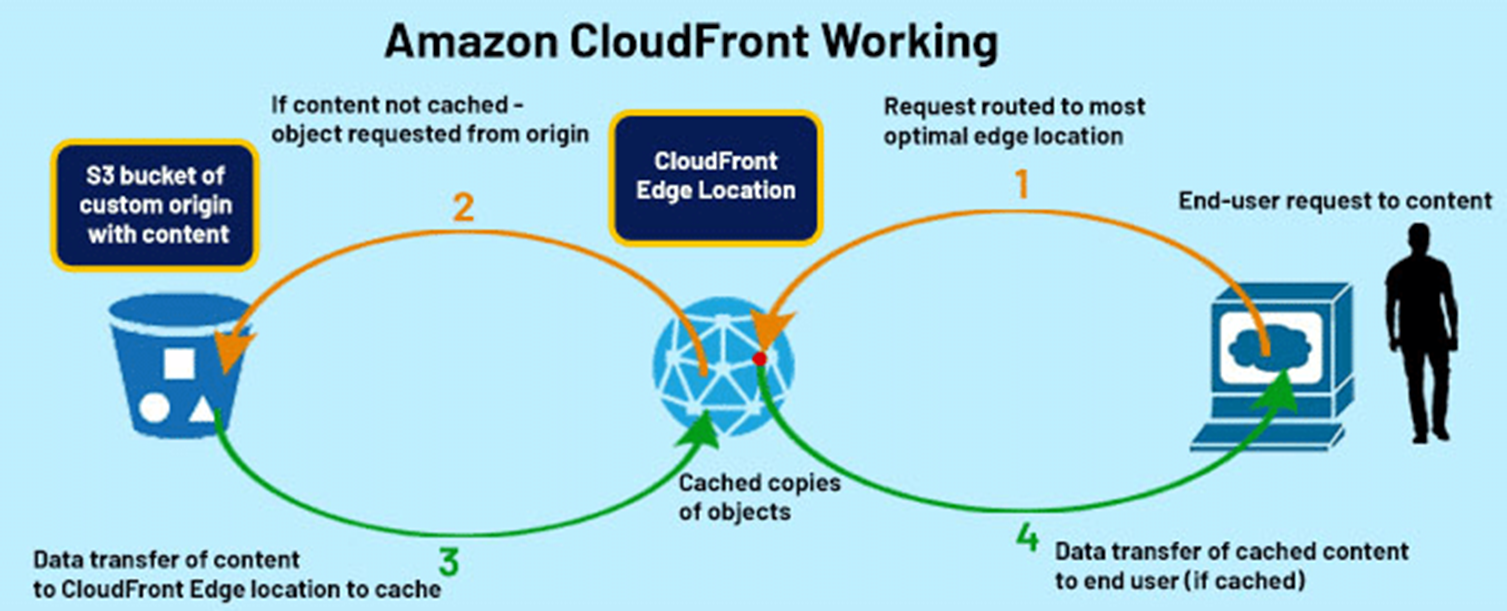 Amazon CloudFront Working
If content not cached -
object requested from origin
Request routed to most
optimal edge location
S3 bucket of
custom origin
with content
CloudFront
Edge Location
1
2
End-user request to content
Cached copies
of objects
3
Data transfer of content
to CloudFront Edge location to cache
4
Data transfer of cached content
to end user (if cached)